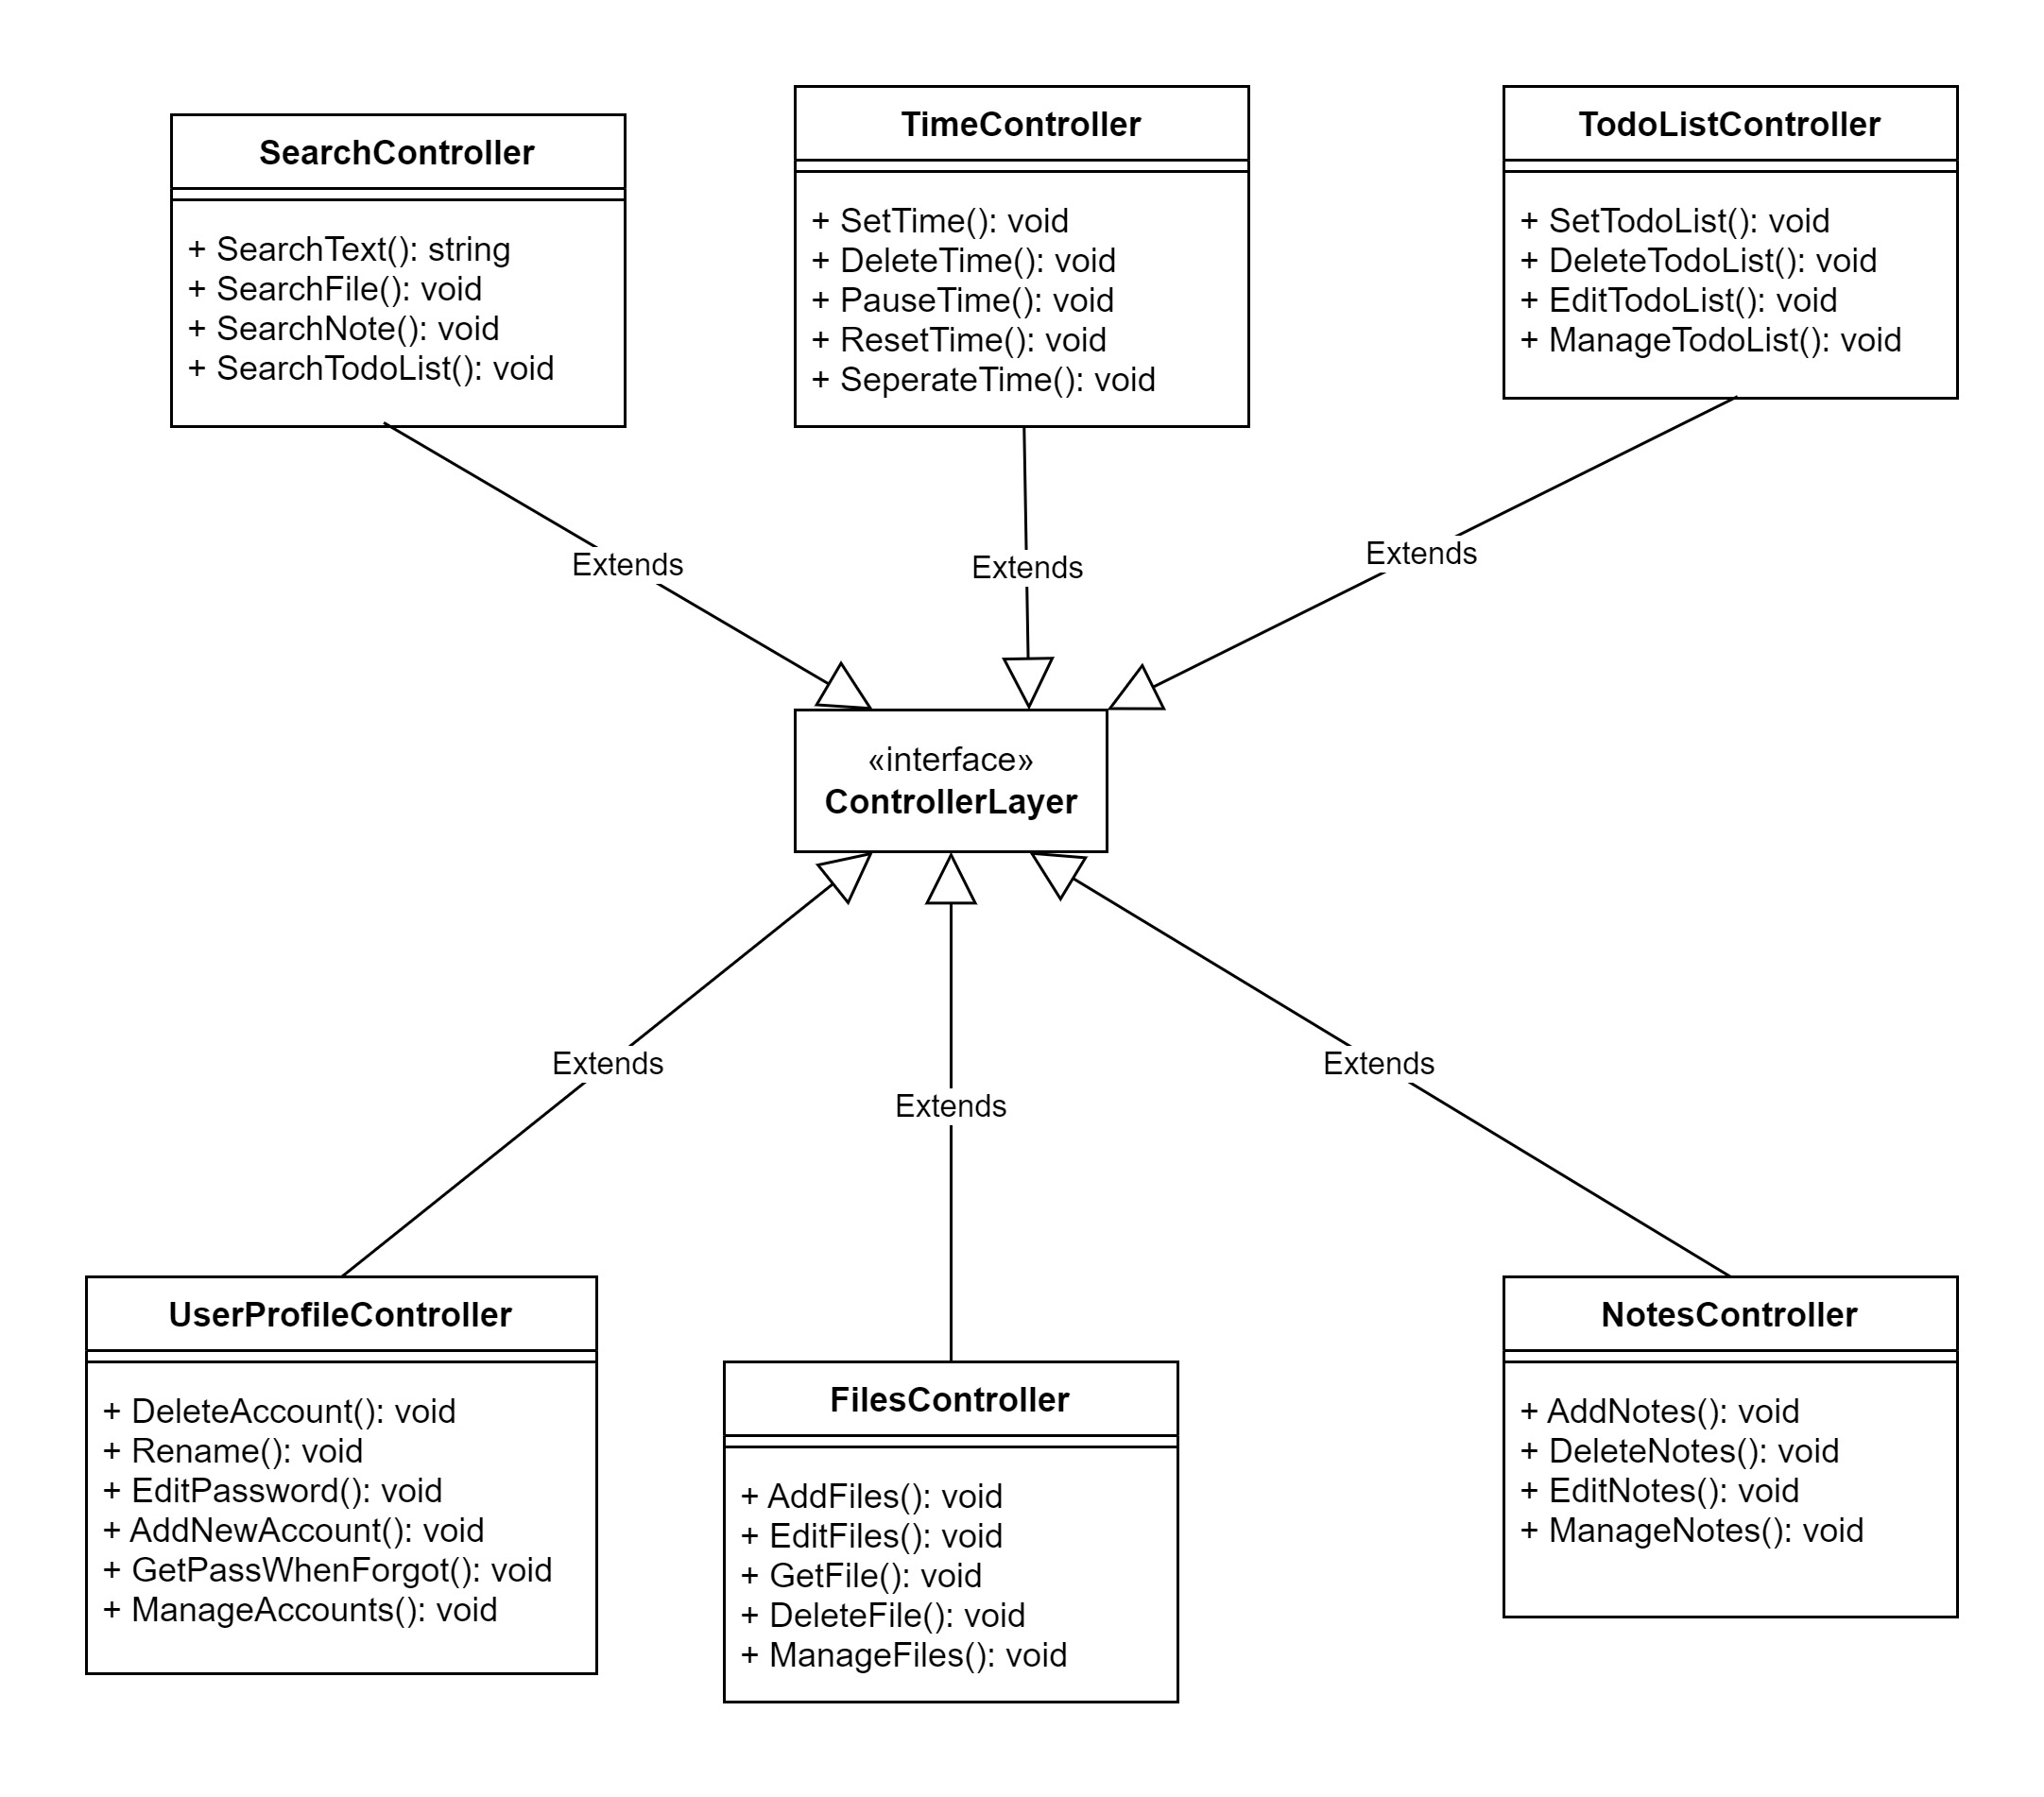 SearchController
+ SearchText(): string
+ SearchFile(): void
+ SearchNote(): void
+ SearchTodoList(): void
TimeController
+ SetTime(): void
+ DeleteTime(): void
+ PauseTime(): void
+ ResetTime(): void
+ SeperateTime(): void
TodoListController
+ SetTodoList(): void
+ DeleteTodoList(): void
+ EditTodoList(): void
+ ManageTodoList(): void
Extends
Extends
Extends
«interface»
ControllerLayer
Extends
Extends
Extends
UserProfileController
+ DeleteAccount(): void
+ Rename(): void
+ EditPassword(): void
+ AddNewAccount(): void
+ GetPassWhenForgot(): void
+ ManageAccounts(): void
FilesController
+ AddFiles(): void
+ EditFiles(): void
+ GetFile(): void
+ DeleteFile(): void
+ ManageFiles(): void
NotesController
+ AddNotes(): void
+ DeleteNotes(): void
+ EditNotes(): void
+ ManageNotes(): void